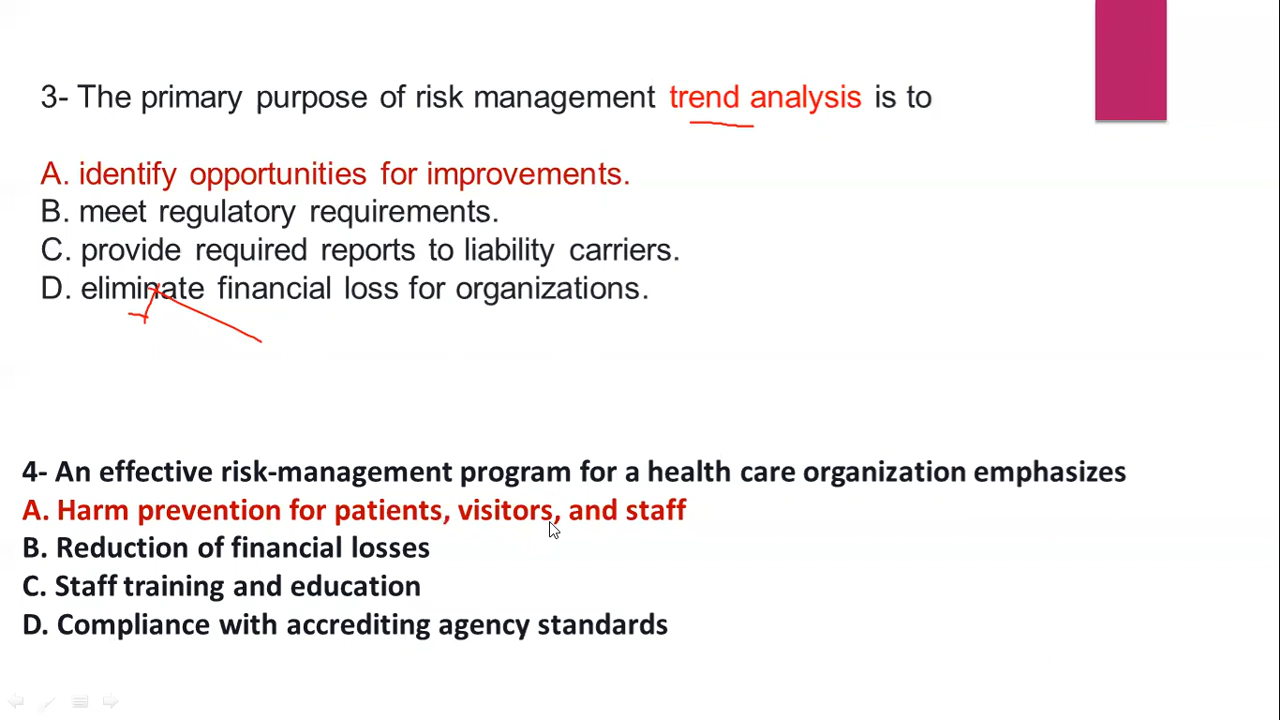 3- The primary purpose of risk management trend analysis is to
A. identify opportunities for improvements.
B. meet regulatory requirements.
C. provide required reports to liability carriers.
D. eliminate financial loss for organizations.
4- An effective risk-management program for a health care organization emphasizes
A. Harm prevention for patients, visitors, and staff
B. Reduction of financial losses
C. Staff training and education
D. Compliance with accrediting agency standards